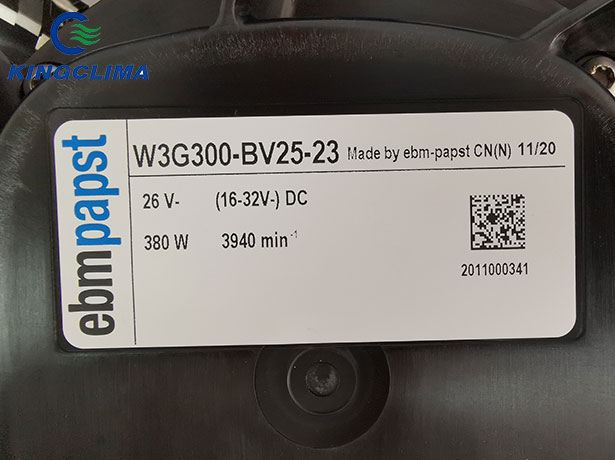 KINGCLIMA
ebmpapst
W3G300-BV25-23 Made by ebm-papst CN(N) 11/20
26 V- (16-32V-) DC
380 W 3940 min⁻¹
2011000341